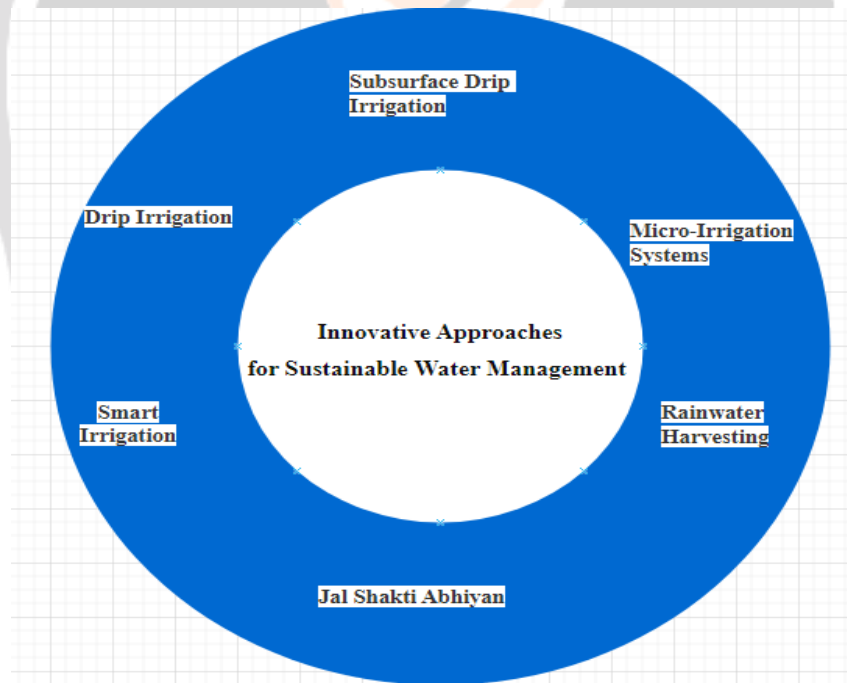 Subsurface Drip
Irrigation
Drip Irrigation
Micro-Irrigation
Systems
Innovative Approaches
for Sustainable Water Management
Smart
Irrigation
Rainwater
Harvesting
Jal Shakti Abhiyan